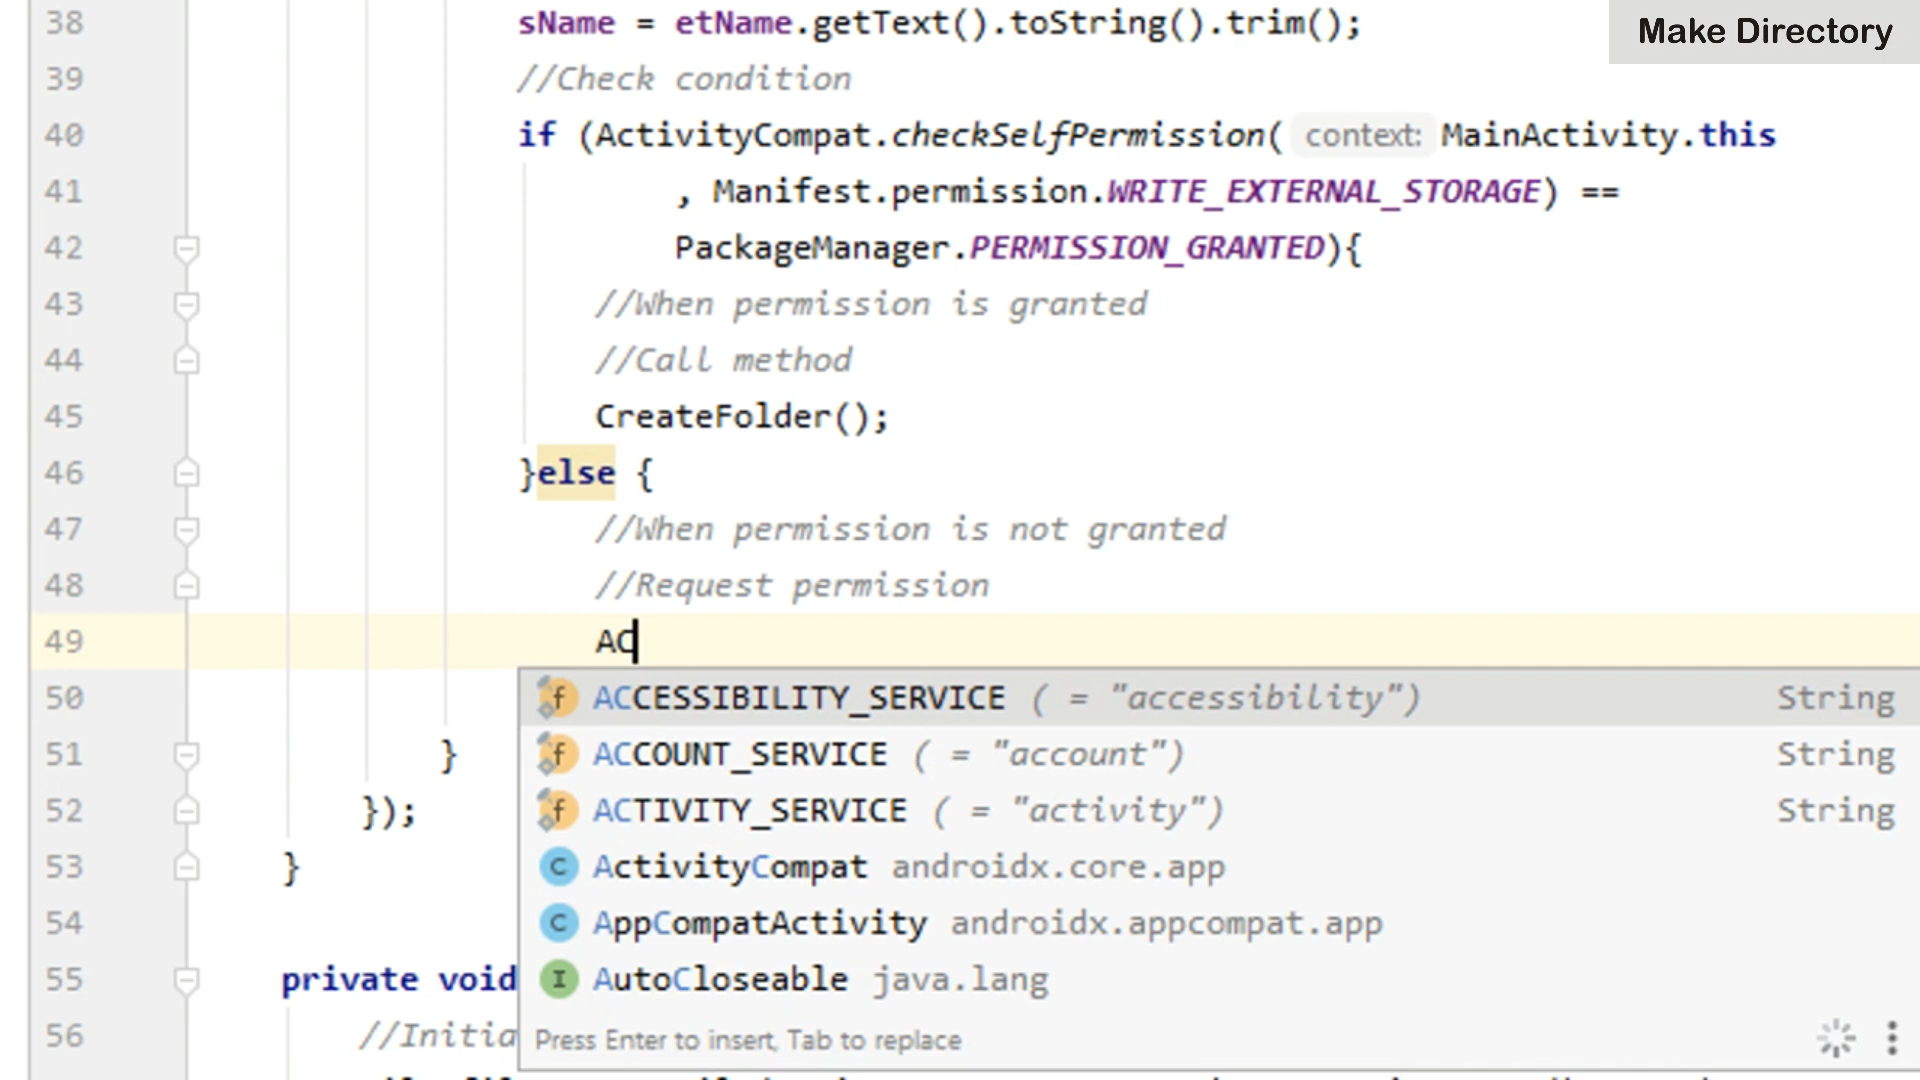 Make Directory
38 sName = etName.getText().toString().trim();
39 //Check condition
40 if (ActivityCompat.checkSelfPermission( context: MainActivity.this
41 , Manifest.permission.WRITE_EXTERNAL_STORAGE) ==
42 PackageManager.PERMISSION_GRANTED){
43 //When permission is granted
44 //Call method
45 CreateFolder();
46 }else {
47 //When permission is not granted
48 //Request permission
49 AC
50 ACCESSIBILITY_SERVICE ( = "accessibility") String
51 } ACCOUNT_SERVICE ( = "account") String
52 }); ACTIVITY_SERVICE ( = "activity") String
53 } ActivityCompat androidx.core.app
54 AppCompatActivity androidx.appcompat.app
55 private void AutoCloseable java.lang
56 //Initia Press Enter to insert, Tab to replace